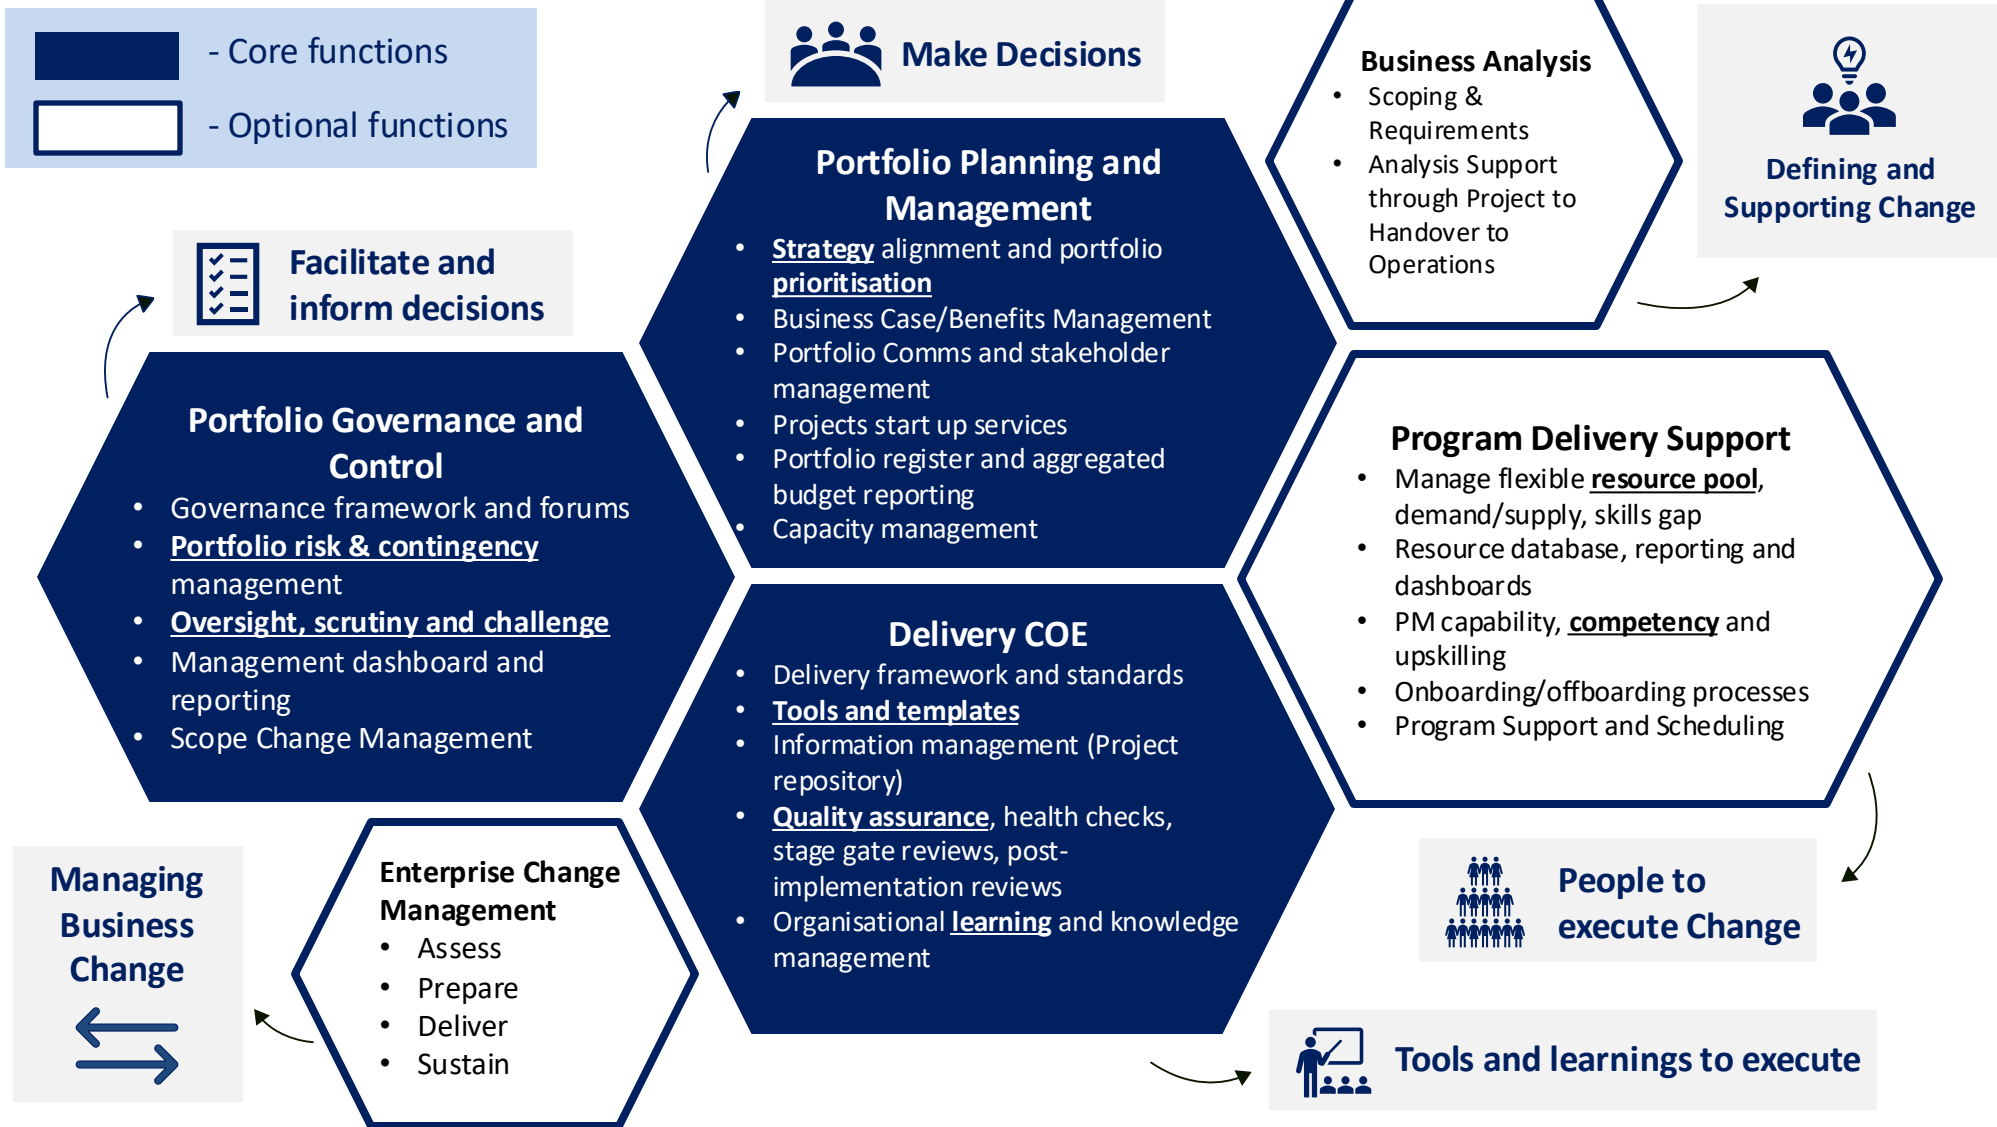 - Core functions
- Optional functions
Make Decisions
Portfolio Planning and
Management
• Strategy alignment and portfolio
prioritisation
• Business Case/Benefits Management
• Portfolio Comms and stakeholder
management
• Projects start up services
• Portfolio register and aggregated
budget reporting
• Capacity management
Business Analysis
• Scoping &
Requirements
• Analysis Support
through Project to
Handover to
Operations
Defining and
Supporting Change
Facilitate and
inform decisions
Portfolio Governance and
Control
• Governance framework and forums
• Portfolio risk & contingency
management
• Oversight, scrutiny and challenge
• Management dashboard and
reporting
• Scope Change Management
Program Delivery Support
• Manage flexible resource pool,
demand/supply, skills gap
• Resource database, reporting and
dashboards
• PM capability, competency and
upskilling
• Onboarding/offboarding processes
• Program Support and Scheduling
Delivery COE
• Delivery framework and standards
• Tools and templates
• Information management (Project
repository)
• Quality assurance, health checks,
stage gate reviews, post-
implementation reviews
• Organisational learning and knowledge
management
Managing
Business
Change
Enterprise Change
Management
• Assess
• Prepare
• Deliver
• Sustain
People to
execute Change
Tools and learnings to execute